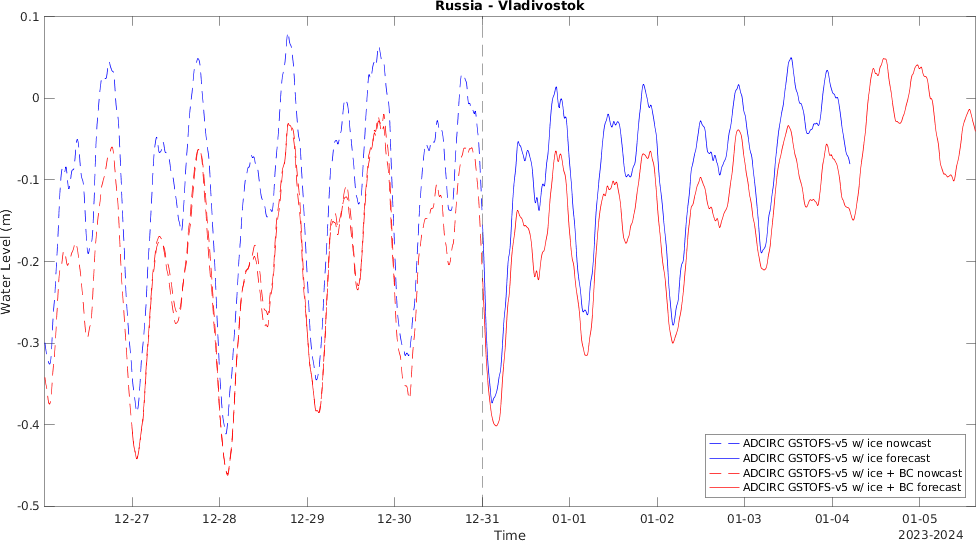 Russia - Vladivostok
0.1
0
-0.1
-0.2
-0.3
-0.4
-0.5
Water Level (m)
ADCIRC GSTOFS-v5 w/ ice nowcast
ADCIRC GSTOFS-v5 w/ ice forecast
ADCIRC GSTOFS-v5 w/ ice + BC nowcast
ADCIRC GSTOFS-v5 w/ ice + BC forecast
12-27 12-28 12-29 12-30 12-31 01-01 01-02 01-03 01-04 01-05
Time
2023-2024